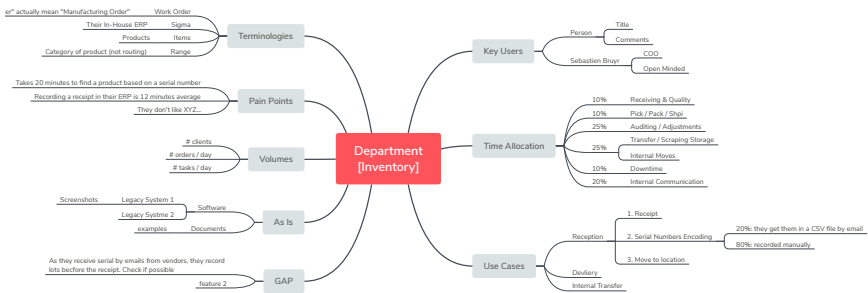 Department
[Inventory]
Terminologies
er" actually mean "Manufacturing Order"
Work Order
Their In-House ERP
Sigma
Products
Items
Category of product (not routing)
Range
Pain Points
Takes 20 minutes to find a product based on a serial number
Recording a receipt in their ERP is 12 minutes average
They don't like XYZ...
Volumes
# clients
# orders / day
# tasks / day
As Is
Software
Screenshots
Legacy System 1
Legacy Systme 2
examples
Documents
GAP
As they receive serial by emails from vendors, they record
lots becfore the receipt. Check if possible
feature 2
Key Users
Person
Title
Comments
Sebastien Bruyr
COO
Open Minded
Time Allocation
10%
Receiving & Quality
10%
Pick / Pack / Shpi
25%
Auditing / Adjustments
25%
Transfer / Scraping Storage
Internal Moves
10%
Downtime
20%
Internal Communication
Use Cases
Reception
1. Receipt
2. Serial Numbers Encoding
20%: they get them in a CSV file by email
80%: recorded manually
3. Move to location
Devliery
Internal Transfer